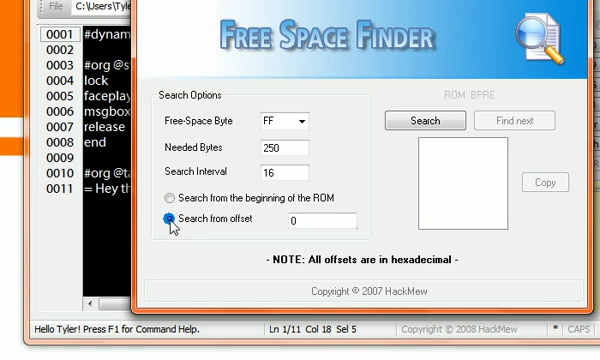 File C:\Users\Tyle
0001 #dynam
0002
0003 #org @s
0004 lock
0005 faceplay
0006 msgbox
0007 release
0008 end
0009
0010 #org @ta
0011 = Hey th
FREE SPACE FINDER
Search Options
Free-Space Byte FF
Needed Bytes 250
Search Interval 16
Search from the beginning of the ROM
Search from offset 0
ROM: BPRE
Search Find next
Copy
- NOTE: All offsets are in hexadecimal -
Copyright © 2007 HackMew
Hello Tyler! Press F1 for Command Help. Ln 1/11 Col 18 Sel 5 Copyright © 2008 HackMew * CAPS